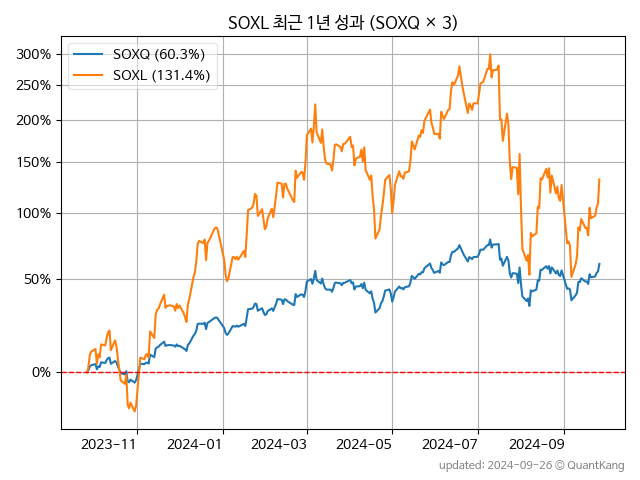 SOXL 최근 1년 성과 (SOXQ × 3)
SOXQ (60.3%)
SOXL (131.4%)
300%
250%
200%
150%
100%
50%
0%
2023−11 2024−01 2024−03 2024−05 2024−07 2024−09
updated: 2024−09−26 ⓒ QuantKang